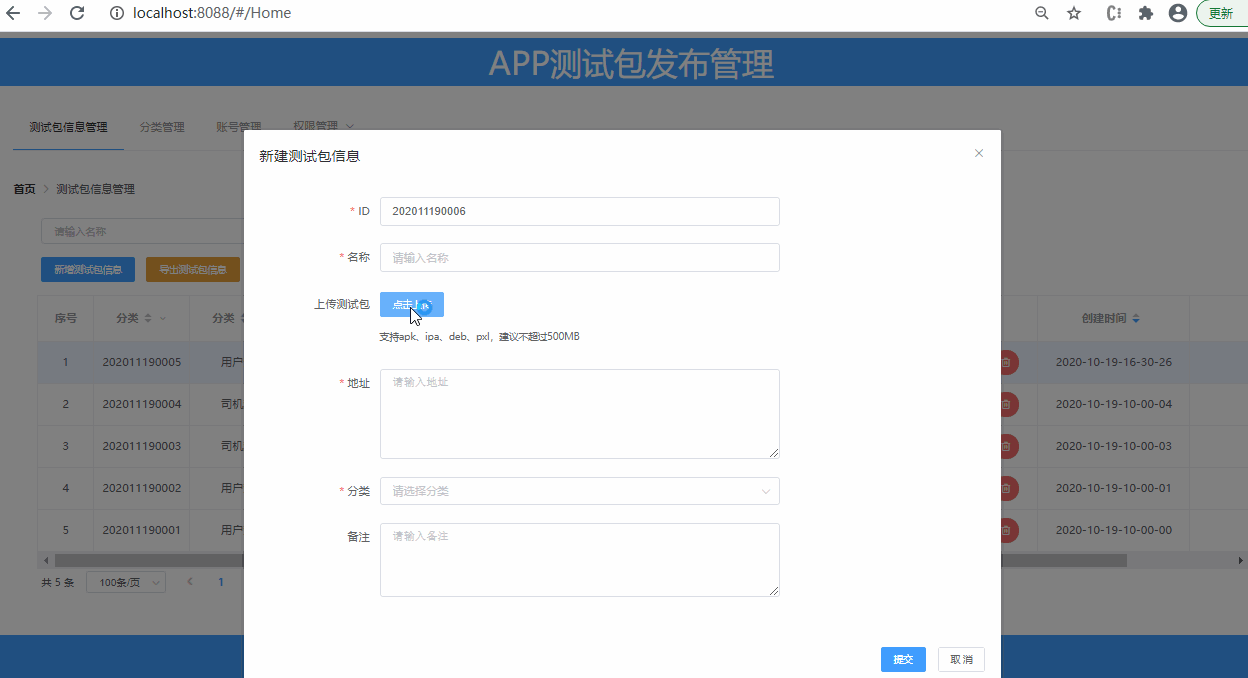 localhost:8088/#/Home
更新
APP测试包发布管理
测试包信息管理 分类管理 账号管理 权限管理
新建测试包信息
首页 测试包信息管理
* ID 202011190006
请输入名称
* 名称 请输入名称
新增测试包信息 导出测试包信息
上传测试包 点击上传
序号 分类 分类 创建时间
支持apk、ipa、deb、pxl，建议不超过500MB
1 202011190005 用户 2020-10-19-16-30-26
* 地址 请输入地址
2 202011190004 司机 2020-10-19-10-00-04
3 202011190003 司机 2020-10-19-10-00-03
4 202011190002 用户 2020-10-19-10-00-01
* 分类 请选择分类
5 202011190001 用户 2020-10-19-10-00-00
备注 请输入备注
共 5 条 100条/页 1
提交 取消